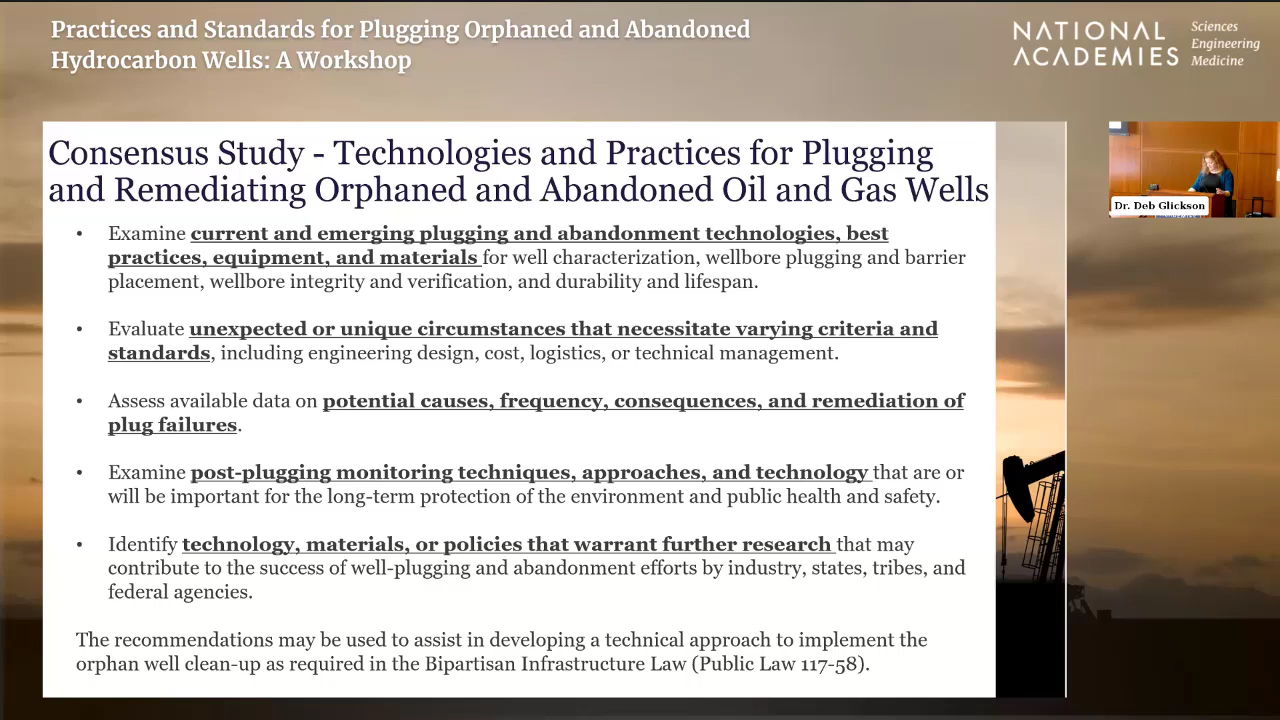 Practices and Standards for Plugging Orphaned and Abandoned
Hydrocarbon Wells: A Workshop
NATIONAL
ACADEMIES
Sciences
Engineering
Medicine
Consensus Study - Technologies and Practices for Plugging
and Remediating Orphaned and Abandoned Oil and Gas Wells
• Examine current and emerging plugging and abandonment technologies, best
practices, equipment, and materials for well characterization, wellbore plugging and barrier
placement, wellbore integrity and verification, and durability and lifespan.
• Evaluate unexpected or unique circumstances that necessitate varying criteria and
standards, including engineering design, cost, logistics, or technical management.
• Assess available data on potential causes, frequency, consequences, and remediation of
plug failures.
• Examine post-plugging monitoring techniques, approaches, and technology that are or
will be important for the long-term protection of the environment and public health and safety.
• Identify technology, materials, or policies that warrant further research that may
contribute to the success of well-plugging and abandonment efforts by industry, states, tribes, and
federal agencies.
The recommendations may be used to assist in developing a technical approach to implement the
orphan well clean-up as required in the Bipartisan Infrastructure Law (Public Law 117-58).
Dr. Deb Glickson